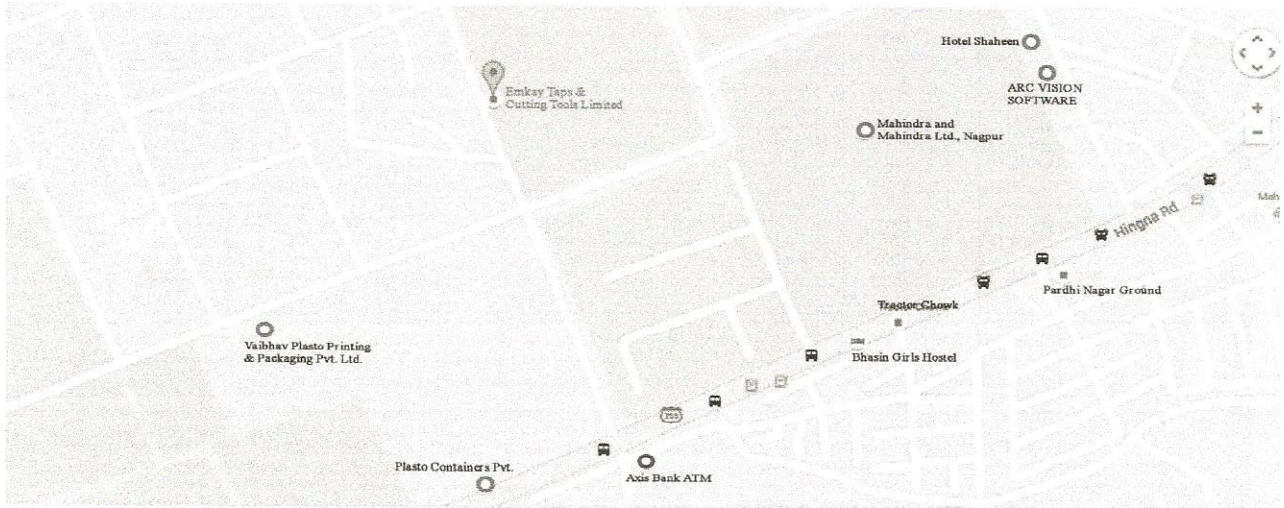 Hotel Shaheen
ARC VISION
SOFTWARE
Emkay Taps &
Cutting Tools Limited
Mahindra and
Mahindra Ltd., Nagpur
Hingna Rd
Mah
Pardhi Nagar Ground
Tractor Chowk
Bhasin Girls Hostel
Vaibhav Plasto Printing
& Packaging Pvt. Ltd.
Plasto Containers Pvt.
Axis Bank ATM